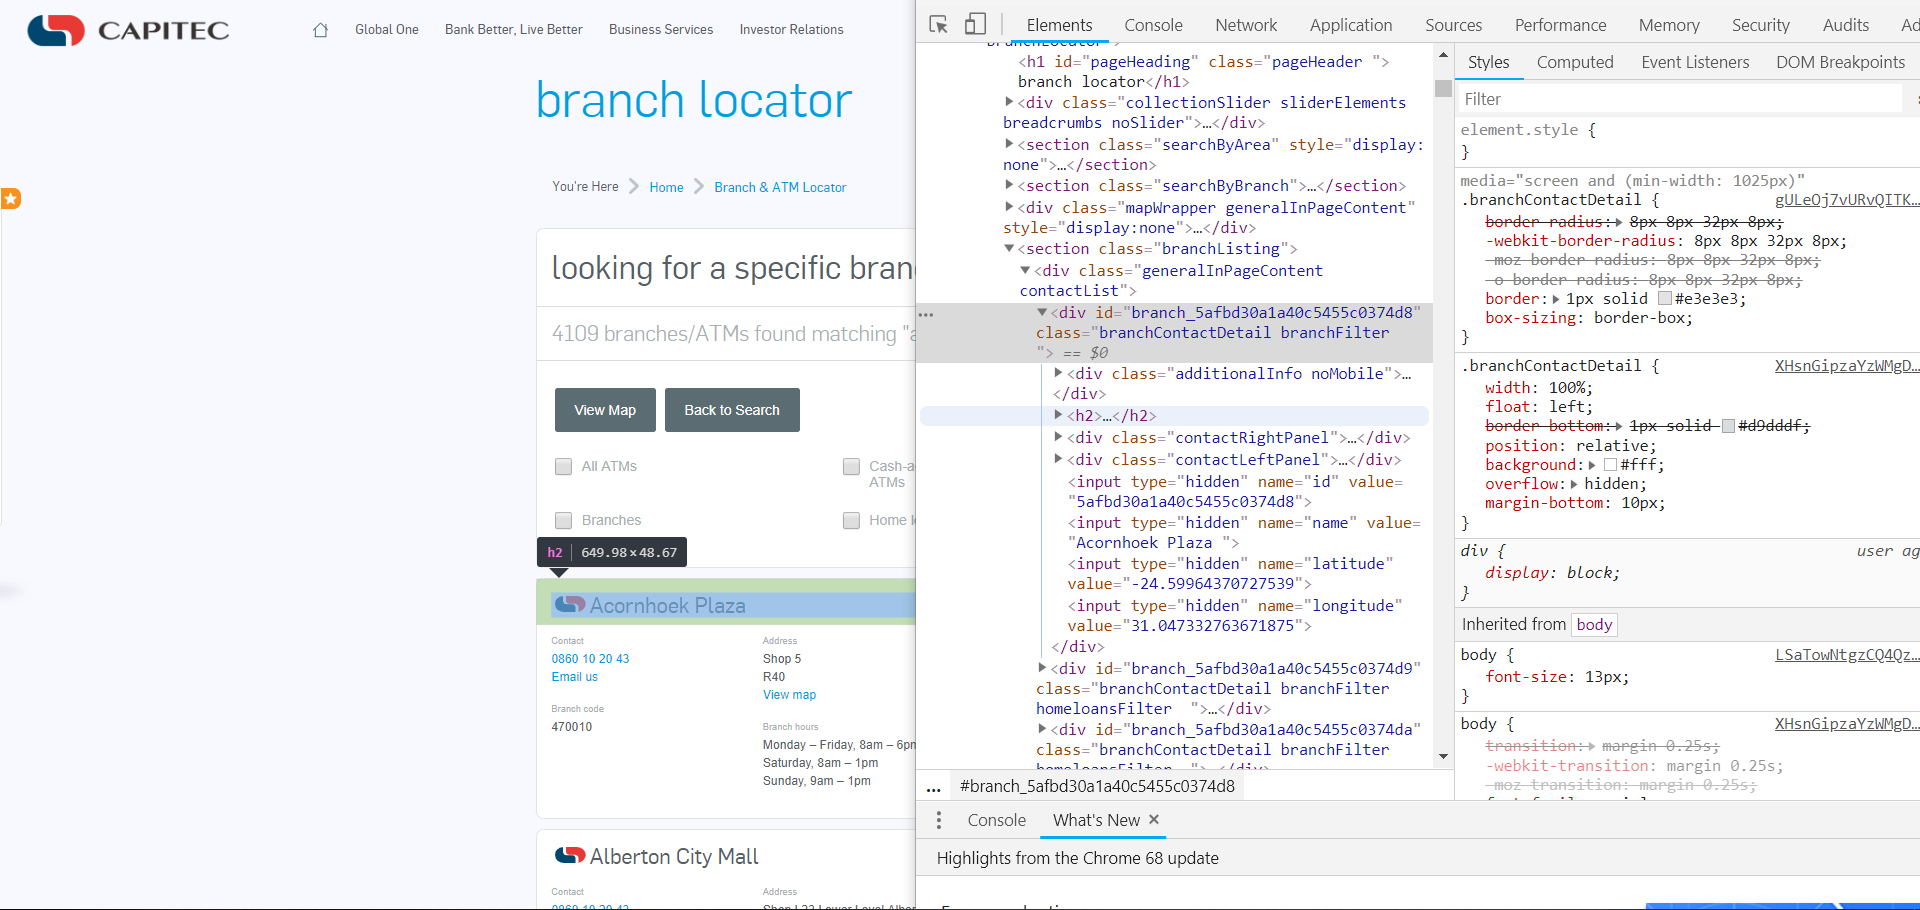 CAPITEC
Global One
Bank Better, Live Better
Business Services
Investor Relations
branch locator
You're Here
Home
Branch & ATM Locator
looking for a specific bran
4109 branches/ATMs found matching "a
View Map
Back to Search
All ATMs
Cash-a
ATMs
Branches
Home l
h2 649.98×48.67
Acornhoek Plaza
Contact
0860 10 20 43
Email us
Branch code
470010
Address
Shop 5
R40
View map
Branch hours
Monday – Friday, 8am – 6pm
Saturday, 8am – 1pm
Sunday, 9am – 1pm
Alberton City Mall
Contact
0860 10 20 43
Address
Elements
Console
Network
Application
Sources
Performance
Memory
Security
Audits
Ad
branchLocator">
<h1 id="pageHeading" class="pageHeader ">
branch locator</h1>
<div class="collectionSlider sliderElements
breadcrumbs noSlider">…</div>
<section class="searchByArea" style="display:
none">…</section>
<section class="searchByBranch">…</section>
<div class="mapWrapper generalInPageContent"
style="display:none">…</div>
<section class="branchListing">
<div class="generalInPageContent
contactList">
<div id="branch_5afbd30a1a40c5455c0374d8"
class="branchContactDetail branchFilter
"> == $0
<div class="additionalInfo noMobile">…
</div>
<h2>…</h2>
<div class="contactRightPanel">…</div>
<div class="contactLeftPanel">…</div>
<input type="hidden" name="id" value=
"5afbd30a1a40c5455c0374d8">
<input type="hidden" name="name" value=
"Acornhoek Plaza ">
<input type="hidden" name="latitude"
value="-24.59964370727539">
<input type="hidden" name="longitude"
value="31.047332763671875">
</div>
<div id="branch_5afbd30a1a40c5455c0374d9"
class="branchContactDetail branchFilter
homeloansFilter  ">…</div>
<div id="branch_5afbd30a1a40c5455c0374da"
class="branchContactDetail branchFilter
homeloansFilter  ">…</div>
... #branch_5afbd30a1a40c5455c0374d8
Styles
Computed
Event Listeners
DOM Breakpoints
Filter
element.style {
}
media="screen and (min-width: 1025px)"
.branchContactDetail { gULeOj7vURvQITK…
border-radius: 8px 8px 32px 8px;
-webkit-border-radius: 8px 8px 32px 8px;
-moz-border-radius: 8px 8px 32px 8px;
-o-border-radius: 8px 8px 32px 8px;
border: 1px solid #e3e3e3;
box-sizing: border-box;
}
.branchContactDetail { XHsnGipzaYzWMgD…
width: 100%;
float: left;
border-bottom: 1px solid #d9dddf;
position: relative;
background: #fff;
overflow: hidden;
margin-bottom: 10px;
}
div { user ag
display: block;
}
Inherited from body
body { LSaTowNtgzCQ4Qz…
font-size: 13px;
}
body { XHsnGipzaYzWMgD…
transition: margin 0.25s;
-webkit-transition: margin 0.25s;
-moz-transition: margin 0.25s;
Console
What's New ×
Highlights from the Chrome 68 update